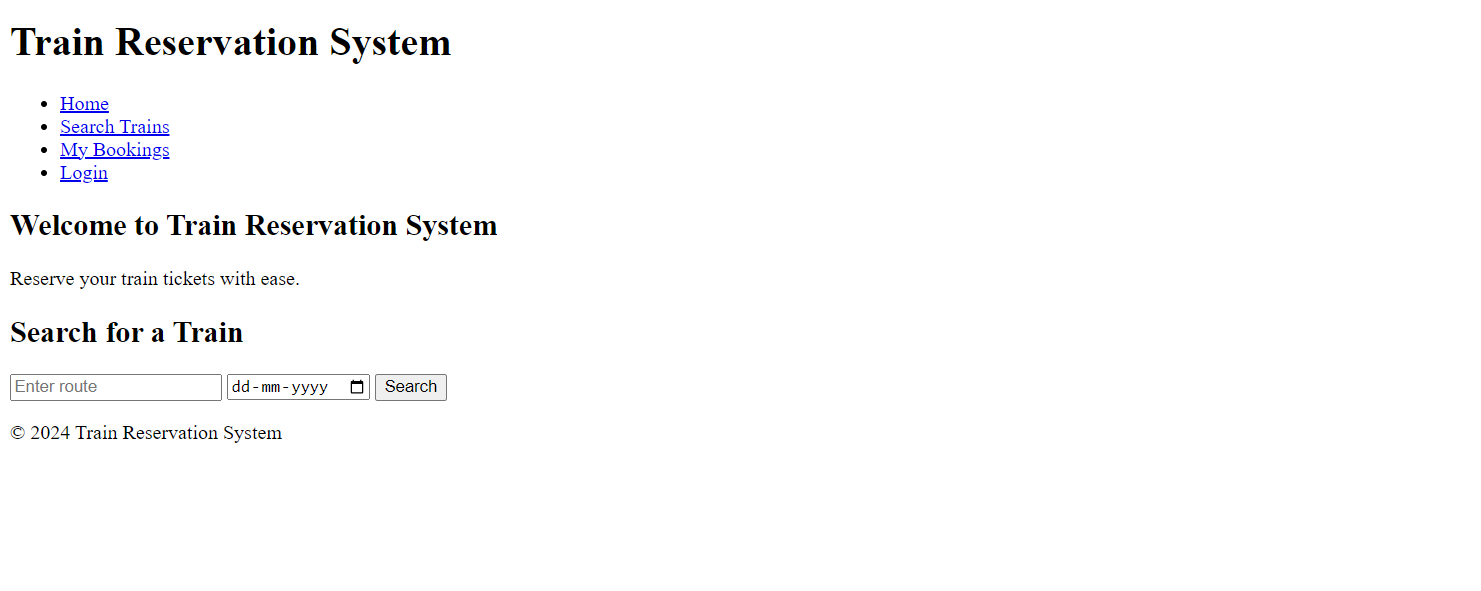 Train Reservation System
Home
Search Trains
My Bookings
Login
Welcome to Train Reservation System
Reserve your train tickets with ease.
Search for a Train
Enter route dd-mm-yyyy Search
© 2024 Train Reservation System